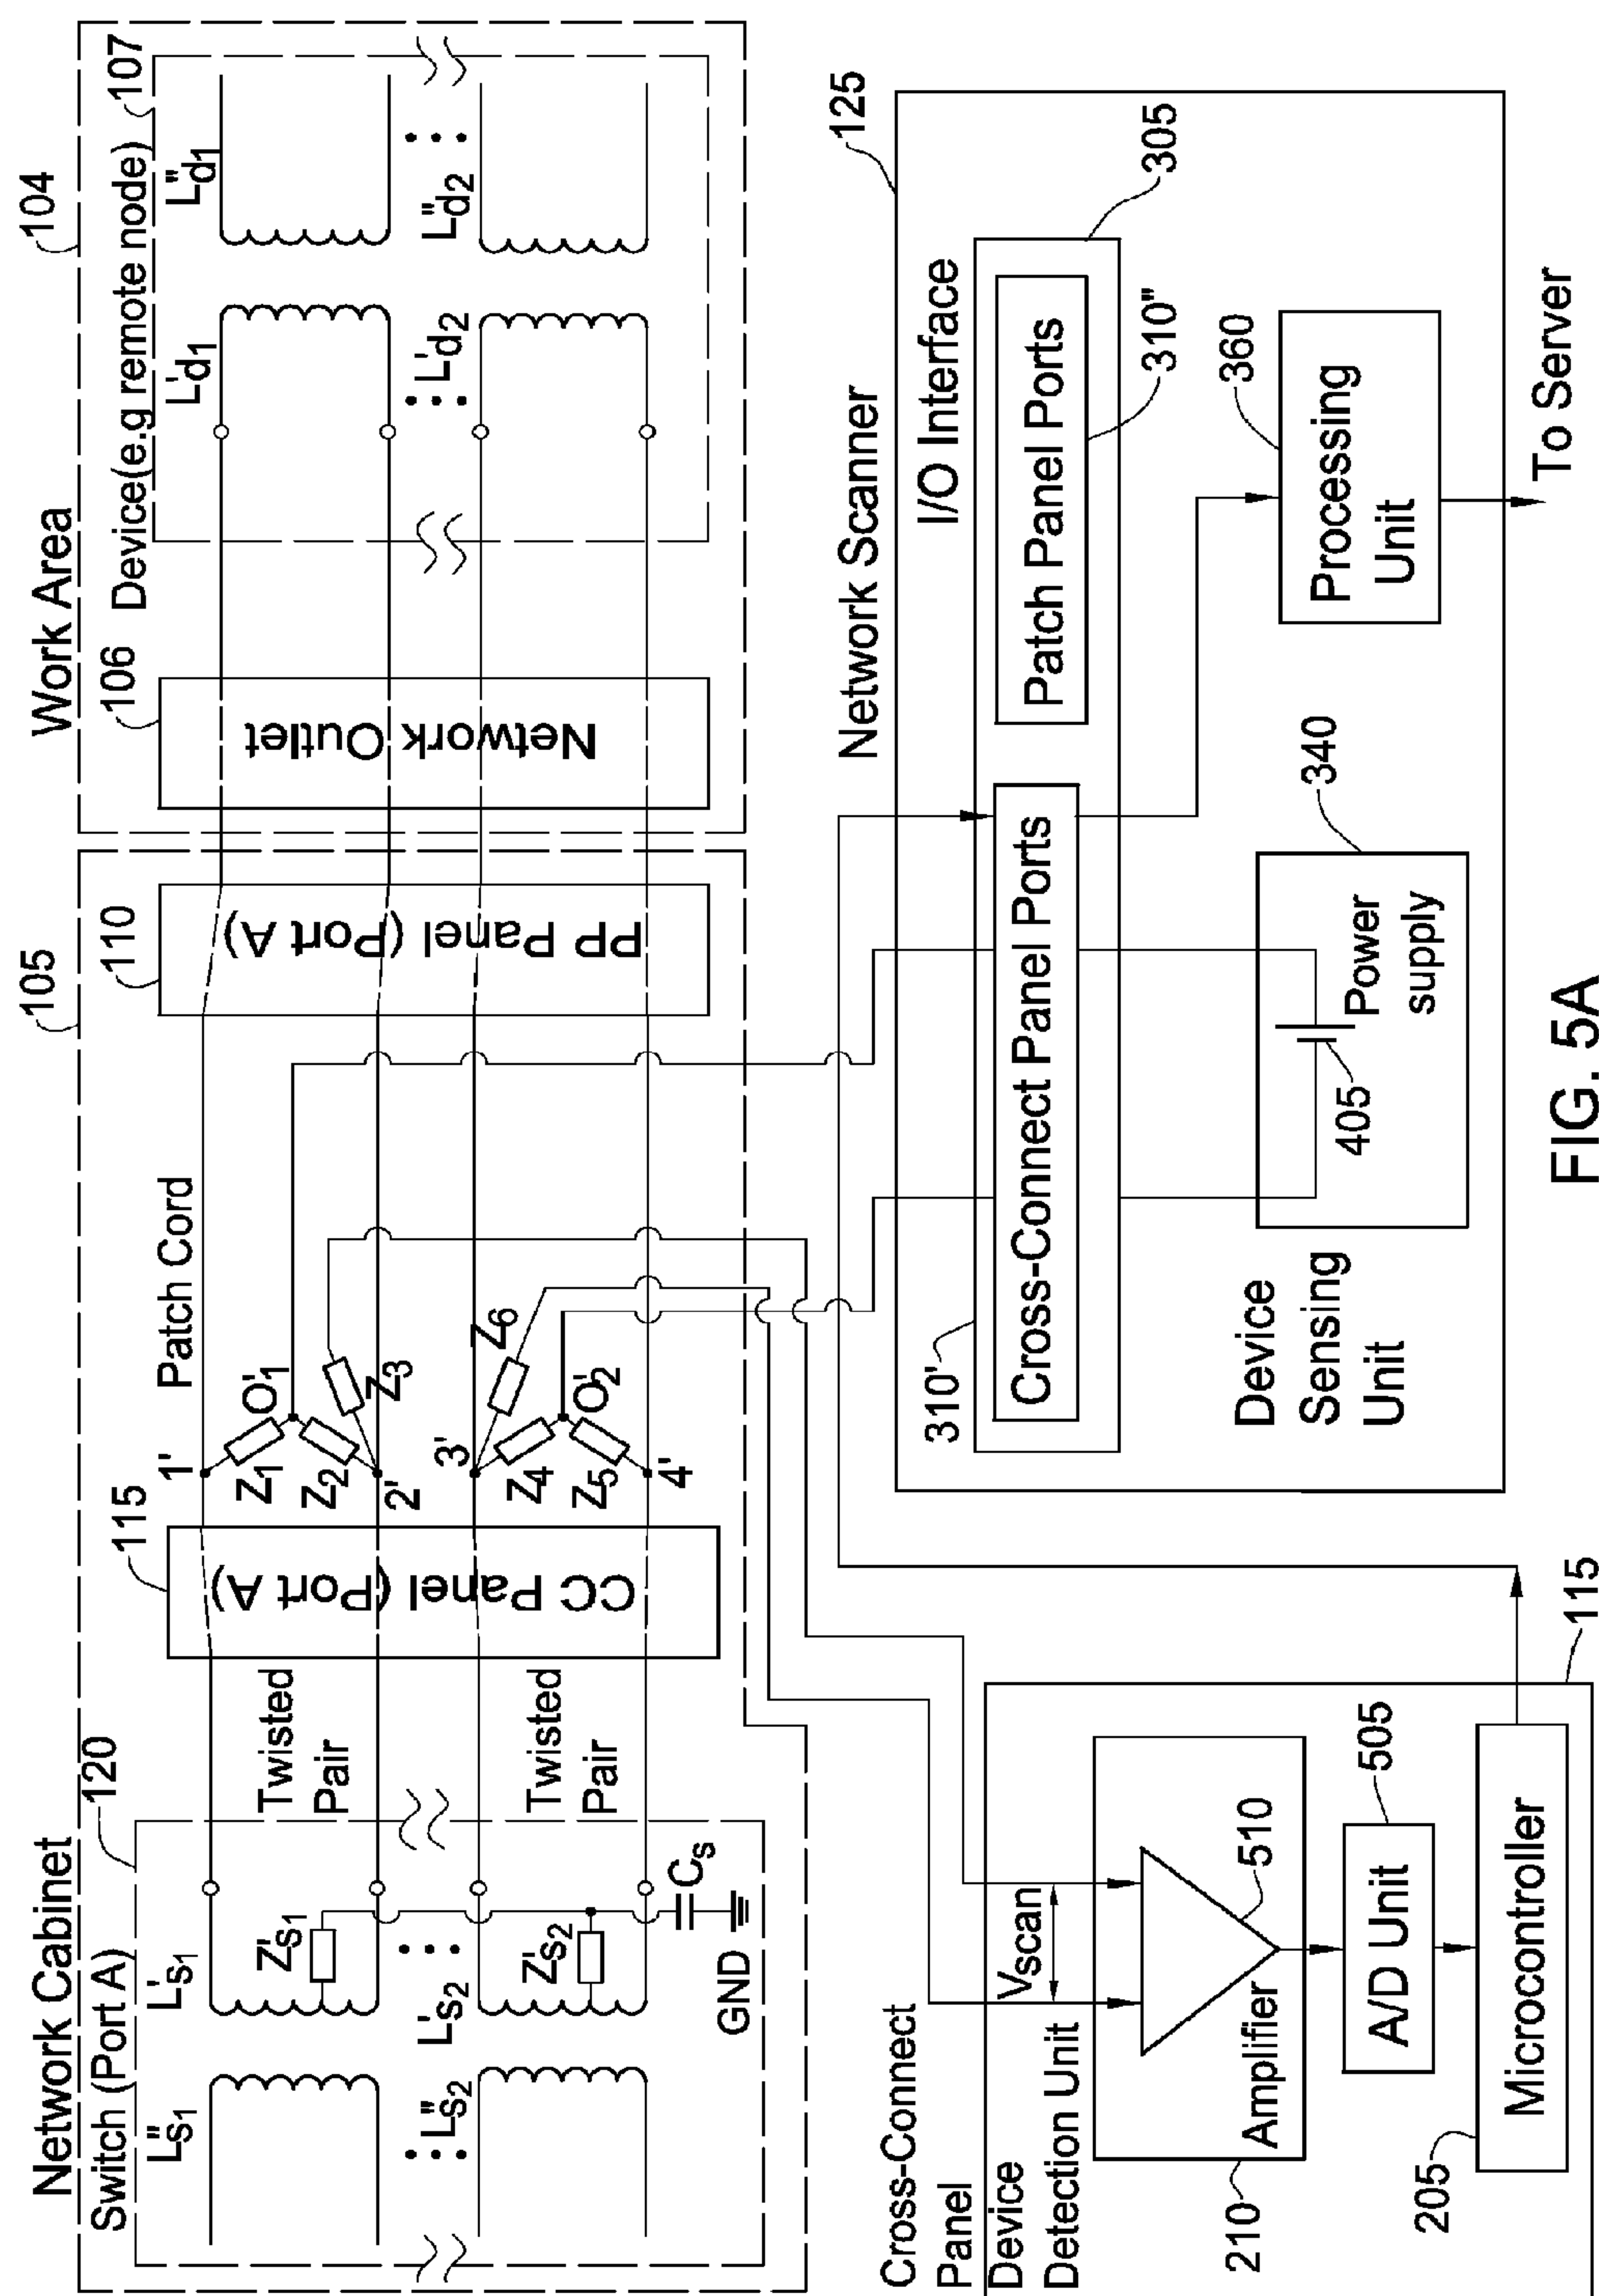 Network Cabinet
Switch (Port A)
120
L"s1
L's1
Z's1
L"s2
L's2
Z's2
Cs
GND
Twisted
Pair
Twisted
Pair
115
CC Panel (Port A)
1'
2'
3'
4'
Z1
Z2
Z3
Z4
Z5
Z6
O'1
O'2
Patch Cord
105
110
PP Panel (Port A)
Work Area
104
106
Network Outlet
Device(e.g remote node)
107
L'd1
L"d1
L'd2
L"d2
Cross-Connect
Panel
Device
Detection Unit
Vscan
510
Amplifier
210
A/D Unit
505
Microcontroller
205
115
Network Scanner
125
I/O Interface
305
310'
Cross-Connect Panel Ports
Patch Panel Ports
310"
Device
Sensing
Unit
405
Power
supply
340
Processing
Unit
360
To Server
FIG. 5A